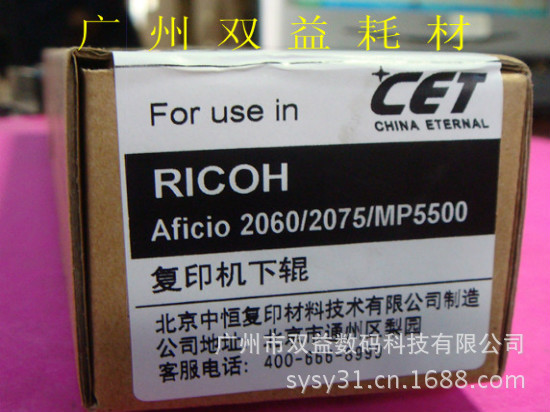 广州双益耗材
For use in
CET
CHINA ETERNAL
RICOH
Aficio 2060/2075/MP5500
复印机下辊
北京中恒复印材料技术有限公司制造
公司地址: 北京市通州区梨园
广州市双益数码科技有限公司
客服电话: 400-666-8995
sysy31.cn.1688.com